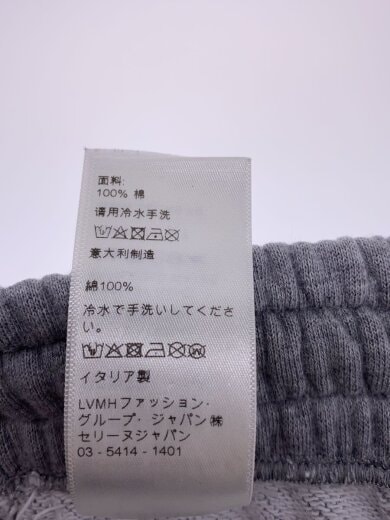 面料:
100% 棉
请用冷水手洗
意大利制造
綿100%
冷水で手洗いしてくださ
い。
イタリア製
LVMHファッション・
グループ・ジャパン㈱
セリーヌジャパン
03 - 5414 - 1401